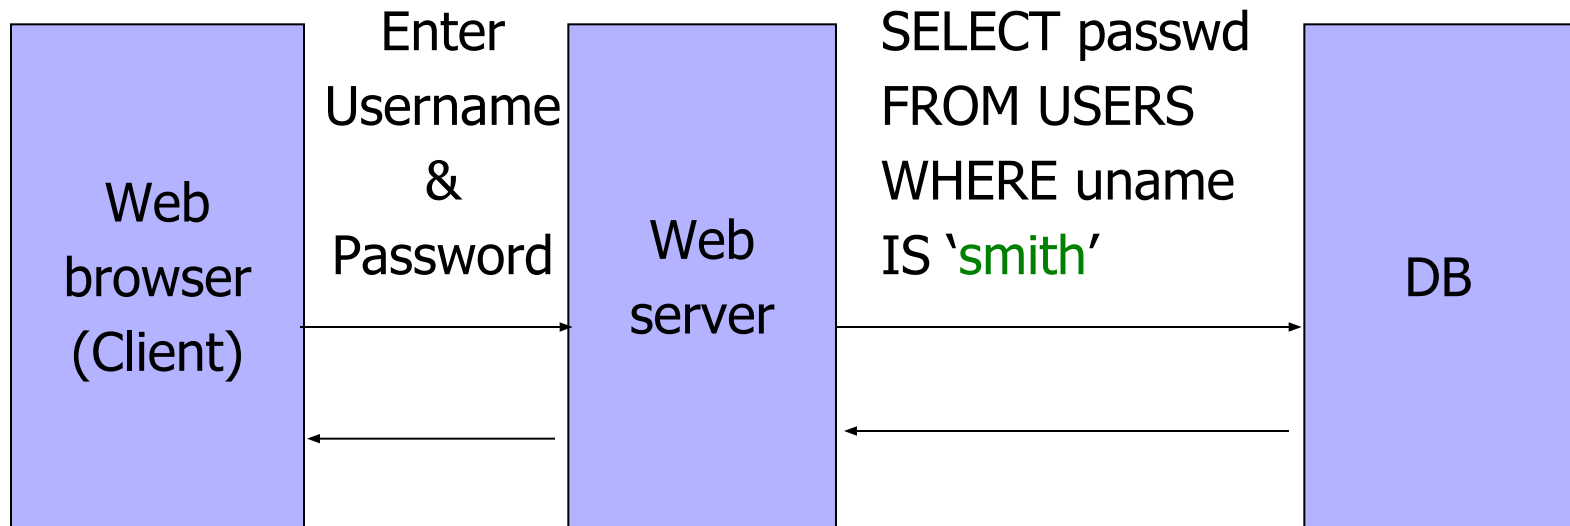 Web
browser
(Client)
Enter
Username
&
Password
Web
server
SELECT passwd
FROM USERS
WHERE uname
IS ‘smith’
DB